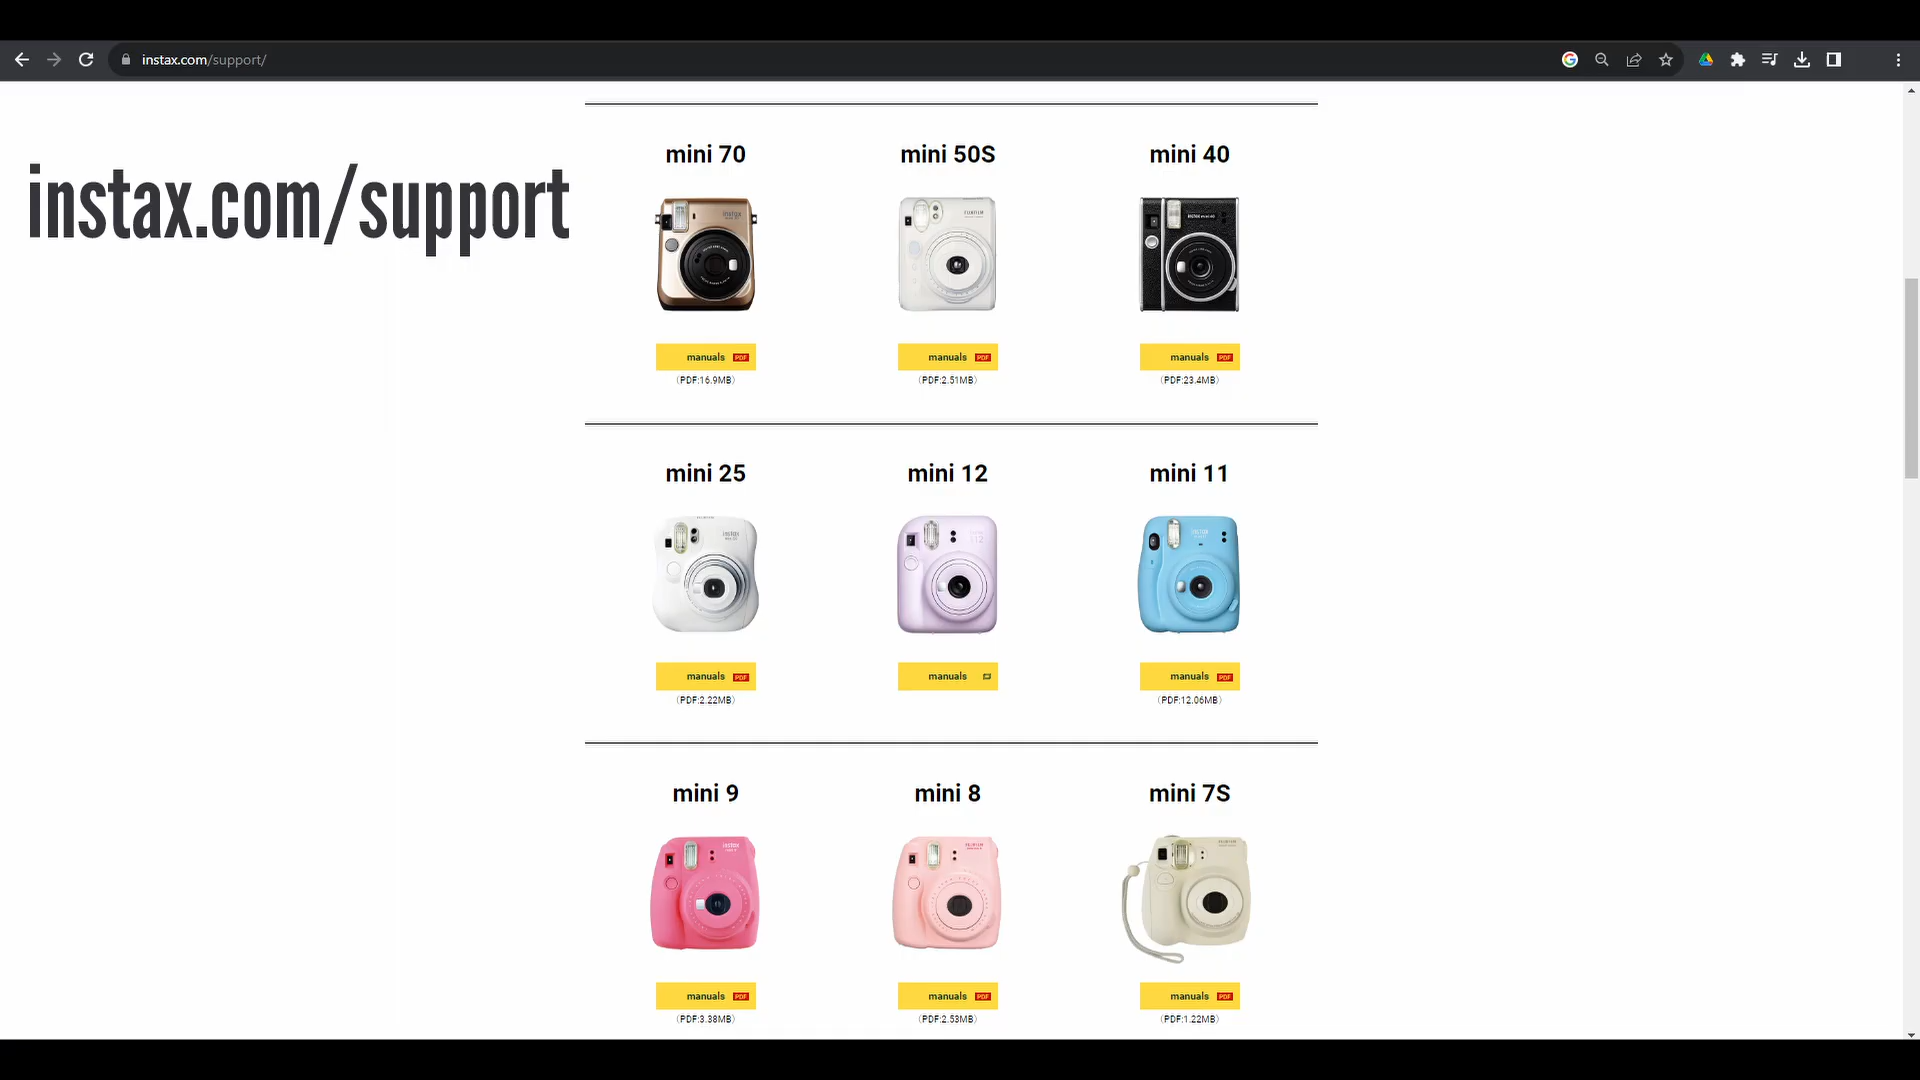 instax.com/support/
instax.com/support
mini 70
mini 50S
mini 40
manuals PDF
(PDF:16.9MB)
manuals PDF
(PDF:2.51MB)
manuals PDF
(PDF:23.4MB)
mini 25
mini 12
mini 11
manuals PDF
(PDF:2.22MB)
manuals
manuals PDF
(PDF:12.06MB)
mini 9
mini 8
mini 7S
manuals PDF
(PDF:3.38MB)
manuals PDF
(PDF:2.53MB)
manuals PDF
(PDF:1.22MB)